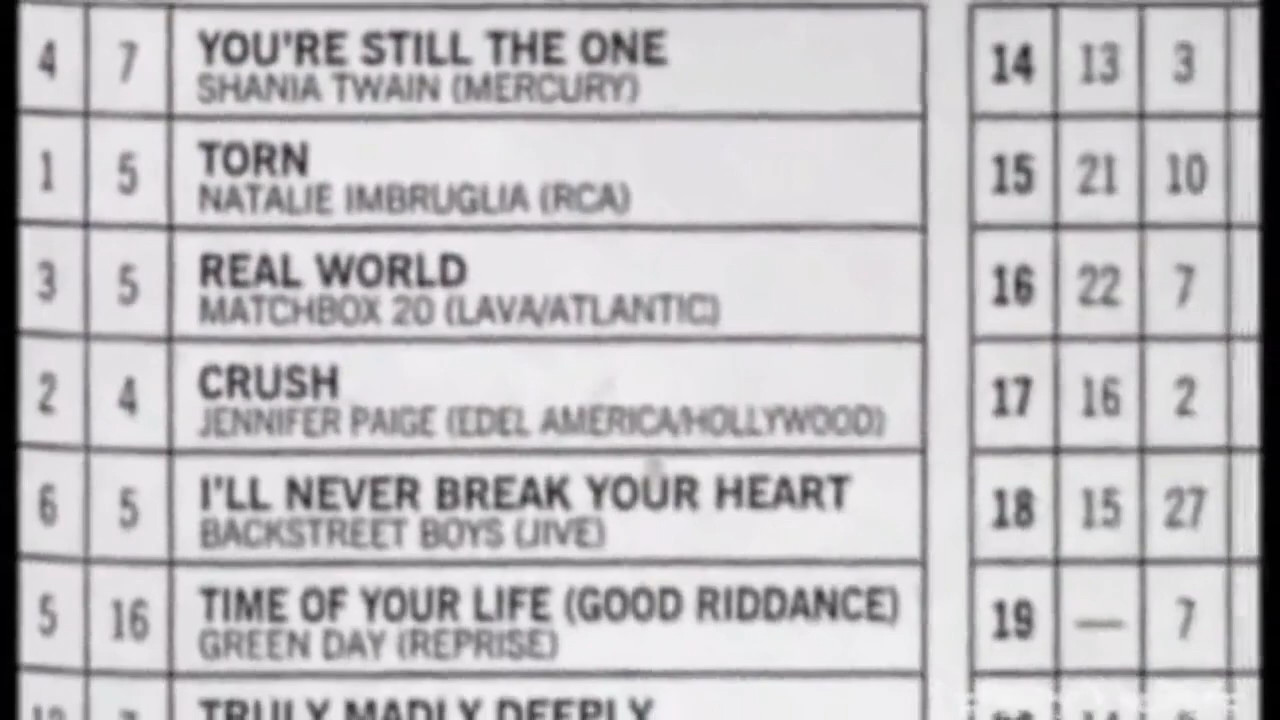 4 7 YOU'RE STILL THE ONE 14 13 3
SHANIA TWAIN (MERCURY)
1 5 TORN 15 21 10
NATALIE IMBRUGLIA (RCA)
3 5 REAL WORLD 16 22 7
MATCHBOX 20 (LAVA/ATLANTIC)
2 4 CRUSH 17 16 2
JENNIFER PAIGE (EDEL AMERICA/HOLLYWOOD)
6 5 I'LL NEVER BREAK YOUR HEART 18 15 27
BACKSTREET BOYS (JIVE)
5 16 TIME OF YOUR LIFE (GOOD RIDDANCE) 19 — 7
GREEN DAY (REPRISE)
TRULY MADLY DEEPLY